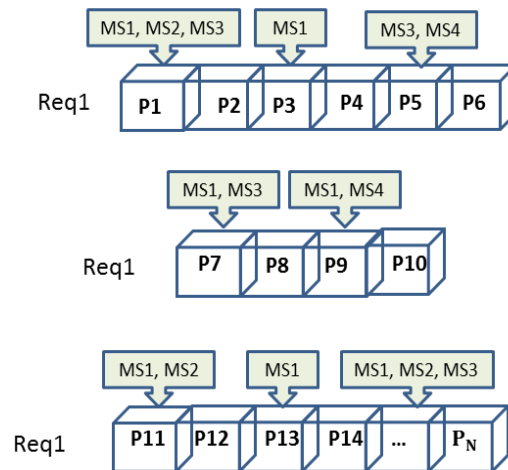 MS1, MS2, MS3 MS1 MS3, MS4
Req1 P1 P2 P3 P4 P5 P6
MS1, MS3 MS1, MS4
Req1 P7 P8 P9 P10
MS1, MS2 MS1 MS1, MS2, MS3
Req1 P11 P12 P13 P14 ... PN